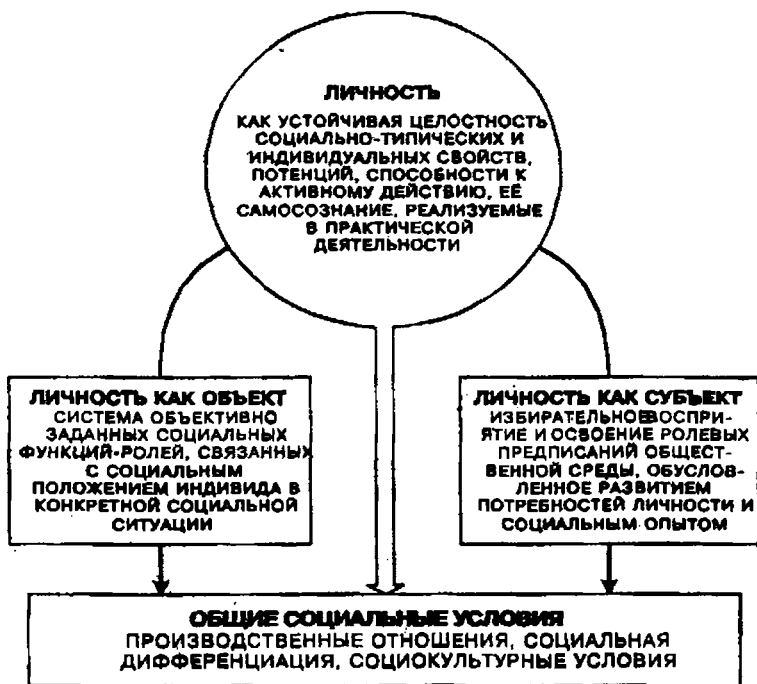 ЛИЧНОСТЬ
КАК УСТОЙЧИВАЯ ЦЕЛОСТНОСТЬ
СОЦИАЛЬНО-ТИПИЧЕСКИХ И
ИНДИВИДУАЛЬНЫХ СВОЙСТВ,
ПОТЕНЦИЙ, СПОСОБНОСТИ К
АКТИВНОМУ ДЕЙСТВИЮ, ЕЁ
САМОСОЗНАНИЕ, РЕАЛИЗУЕМЫЕ
В ПРАКТИЧЕСКОЙ
ДЕЯТЕЛЬНОСТИ
ЛИЧНОСТЬ КАК ОБЪЕКТ
СИСТЕМА ОБЪЕКТИВНО
ЗАДАННЫХ СОЦИАЛЬНЫХ
ФУНКЦИЙ-РОЛЕЙ, СВЯЗАННЫХ
С СОЦИАЛЬНЫМ
ПОЛОЖЕНИЕМ ИНДИВИДА В
КОНКРЕТНОЙ СОЦИАЛЬНОЙ
СИТУАЦИИ
ЛИЧНОСТЬ КАК СУБЪЕКТ
ИЗБИРАТЕЛЬНОЕ ВОСПРИ-
ЯТИЕ И ОСВОЕНИЕ РОЛЕВЫХ
ПРЕДПИСАНИЙ ОБЩЕСТ-
ВЕННОЙ СРЕДЫ, ОБУСЛОВ-
ЛЕННОЕ РАЗВИТИЕМ
ПОТРЕБНОСТЕЙ ЛИЧНОСТИ И
СОЦИАЛЬНЫМ ОПЫТОМ
ОБЩИЕ СОЦИАЛЬНЫЕ УСЛОВИЯ
ПРОИЗВОДСТВЕННЫЕ ОТНОШЕНИЯ, СОЦИАЛЬНАЯ
ДИФФЕРЕНЦИАЦИЯ, СОЦИОКУЛЬТУРНЫЕ УСЛОВИЯ